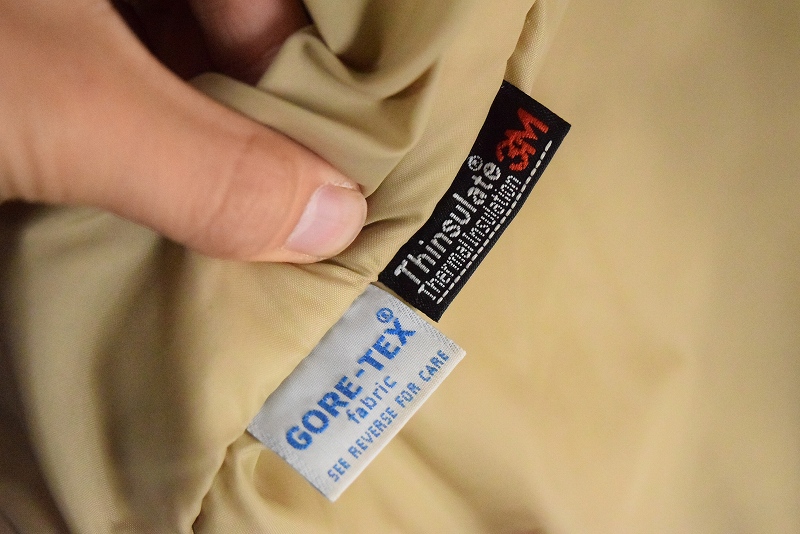 Thinsulate® 3M
Thermal Insulation
GORE-TEX®
fabric
SEE REVERSE FOR CARE